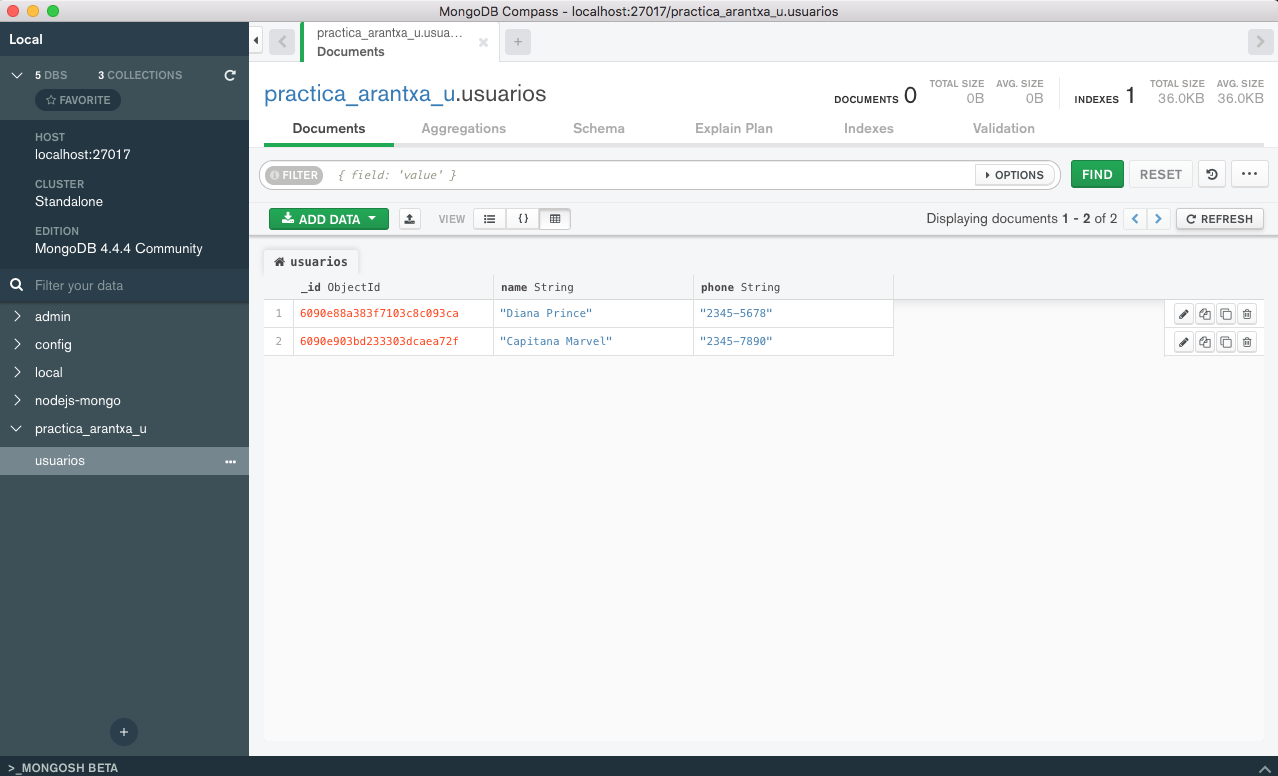 MongoDB Compass - localhost:27017/practica_arantxa_u.usuarios
Local
5 DBS 3 COLLECTIONS
FAVORITE
HOST
localhost:27017
CLUSTER
Standalone
EDITION
MongoDB 4.4.4 Community
Filter your data
admin
config
local
nodejs-mongo
practica_arantxa_u
usuarios
>_MONGOSH BETA
practica_arantxa_u.usua...
Documents
practica_arantxa_u.usuarios
DOCUMENTS 0 TOTAL SIZE 0B AVG. SIZE 0B INDEXES 1 TOTAL SIZE 36.0KB AVG. SIZE 36.0KB
Documents Aggregations Schema Explain Plan Indexes Validation
FILTER { field: 'value' } OPTIONS FIND RESET
ADD DATA VIEW {} Displaying documents 1 - 2 of 2 REFRESH
usuarios
_id ObjectId name String phone String
1 6090e88a383f7103c8c093ca "Diana Prince" "2345-5678"
2 6090e903bd233303dcaea72f "Capitana Marvel" "2345-7890"